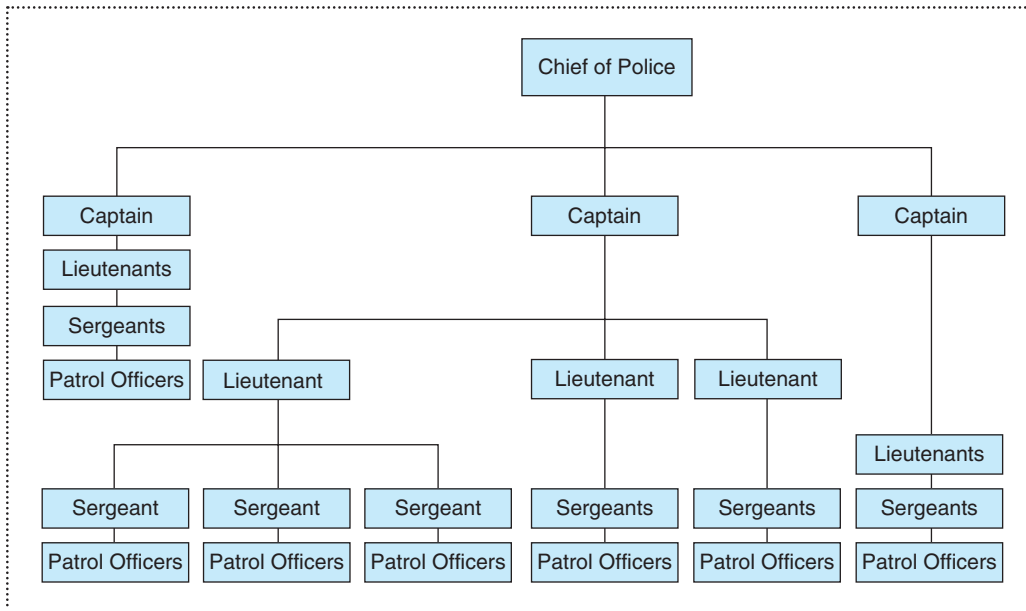 Chief of Police
Captain
Captain
Captain
Lieutenants
Sergeants
Patrol Officers
Lieutenant
Lieutenant
Lieutenant
Lieutenants
Sergeant
Sergeant
Sergeant
Sergeants
Sergeants
Sergeants
Patrol Officers
Patrol Officers
Patrol Officers
Patrol Officers
Patrol Officers
Patrol Officers